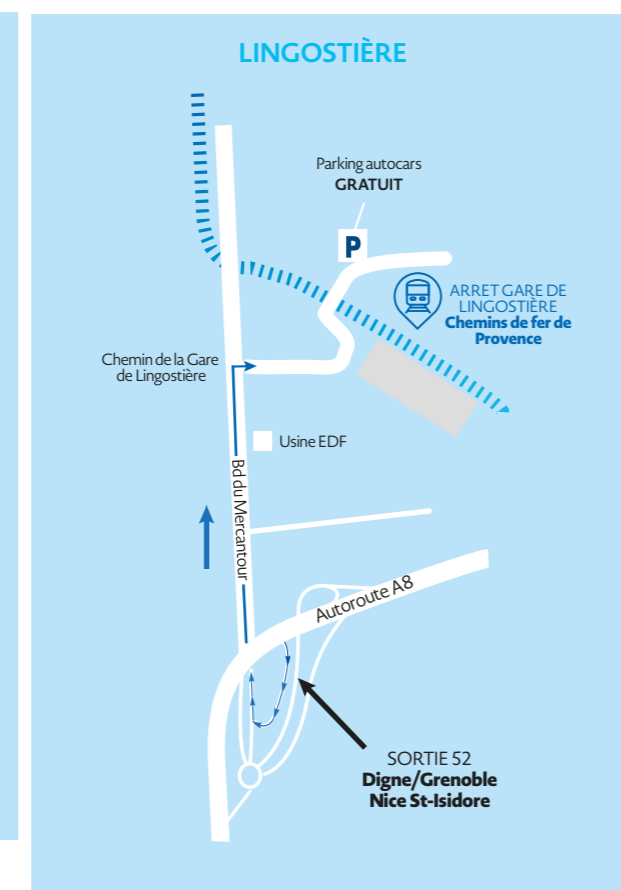 LINGOSTIÈRE
Parking autocars
GRATUIT
P
ARRET GARE DE
LINGOSTIÈRE
Chemins de fer de
Provence
Chemin de la Gare
de Lingostière
Usine EDF
Bd du Mercantour
Autoroute A8
SORTIE 52
Digne/Grenoble
Nice St-Isidore